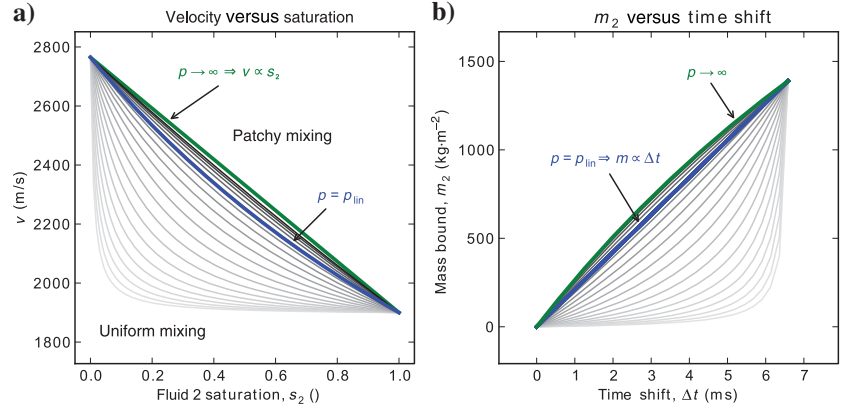 a)
Velocity versus saturation
2800
2600
2400
2200
2000
1800
v (m/s)
p → ∞ ⇒ v ∝ s₂
Patchy mixing
p = p_lin
Uniform mixing
0.0 0.2 0.4 0.6 0.8 1.0
Fluid 2 saturation, s₂ ()
b)
m₂ versus time shift
1500
1000
500
0
Mass bound, m₂ (kg·m⁻²)
p → ∞
p = p_lin ⇒ m ∝ Δt
0 1 2 3 4 5 6 7
Time shift, Δt (ms)